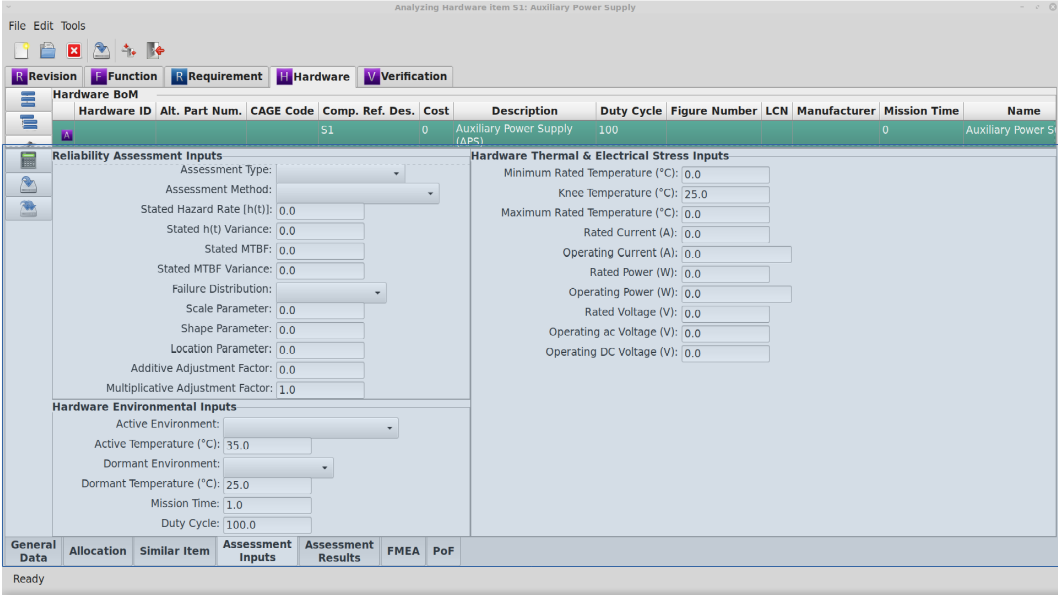 Analyzing Hardware item S1: Auxiliary Power Supply
File Edit Tools
R Revision F Function R Requirement H Hardware V Verification
Hardware BoM
Hardware ID Alt. Part Num. CAGE Code Comp. Ref. Des. Cost Description Duty Cycle Figure Number LCN Manufacturer Mission Time Name
A S1 0 Auxiliary Power Supply 100 0 Auxiliary Power S
(APS)
Reliability Assessment Inputs
Assessment Type:
Assessment Method:
Stated Hazard Rate [h(t)]: 0.0
Stated h(t) Variance: 0.0
Stated MTBF: 0.0
Stated MTBF Variance: 0.0
Failure Distribution:
Scale Parameter: 0.0
Shape Parameter: 0.0
Location Parameter: 0.0
Additive Adjustment Factor: 0.0
Multiplicative Adjustment Factor: 1.0
Hardware Environmental Inputs
Active Environment:
Active Temperature (°C): 35.0
Dormant Environment:
Dormant Temperature (°C): 25.0
Mission Time: 1.0
Duty Cycle: 100.0
Hardware Thermal & Electrical Stress Inputs
Minimum Rated Temperature (°C): 0.0
Knee Temperature (°C): 25.0
Maximum Rated Temperature (°C): 0.0
Rated Current (A): 0.0
Operating Current (A): 0.0
Rated Power (W): 0.0
Operating Power (W): 0.0
Rated Voltage (V): 0.0
Operating ac Voltage (V): 0.0
Operating DC Voltage (V): 0.0
General Data Allocation Similar Item Assessment Inputs Assessment Results FMEA PoF
Ready